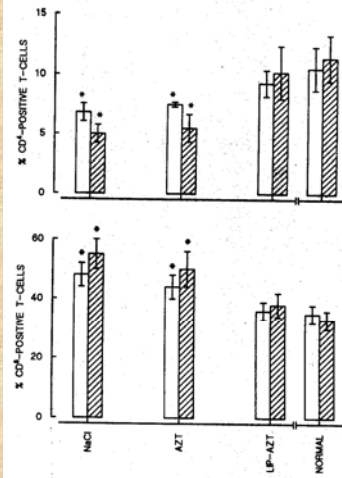 % CD⁴-POSITIVE T-CELLS
15
10
5
0
* * * *
% CD⁸-POSITIVE T-CELLS
60
40
20
0
* * * *
NaCl
AZT
LIP-AZT
NORMAL